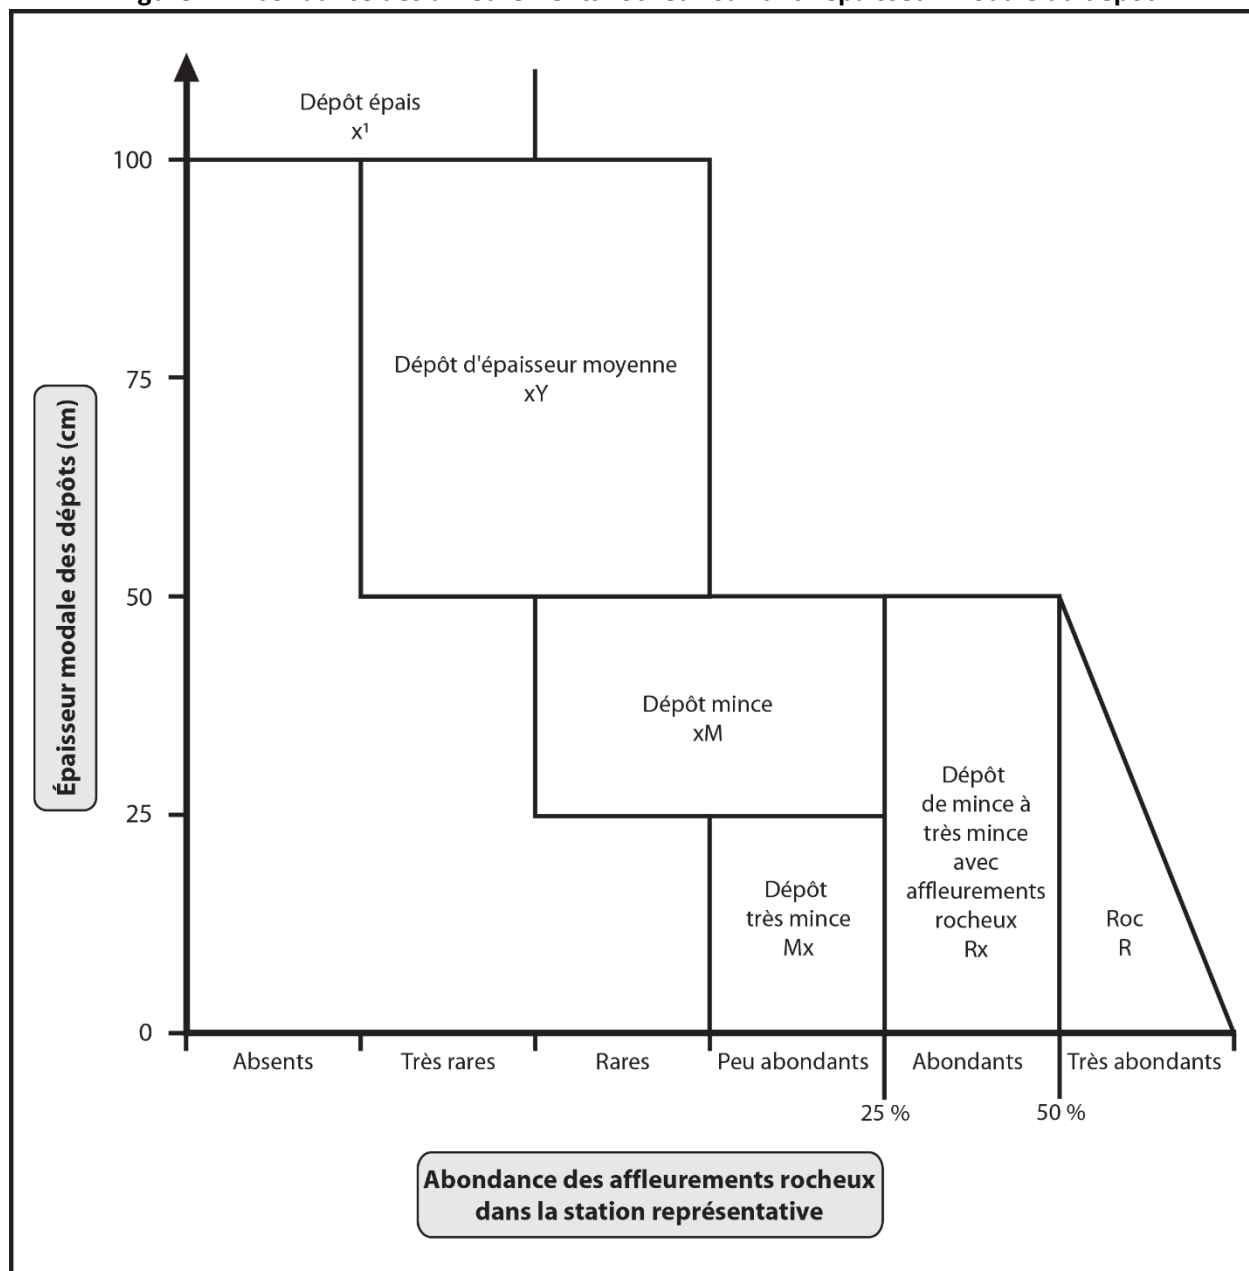 Dépôt épais
x¹
100
Dépôt d'épaisseur moyenne
xY
75
Épaisseur modale des dépôts (cm)
50
Dépôt mince
xM
25
Dépôt
de mince à
très mince
avec
affleurements
rocheux
Rx
Dépôt
très mince
Mx
Roc
R
0
Absents
Très rares
Rares
Peu abondants
Abondants
Très abondants
25 %
50 %
Abondance des affleurements rocheux
dans la station représentative